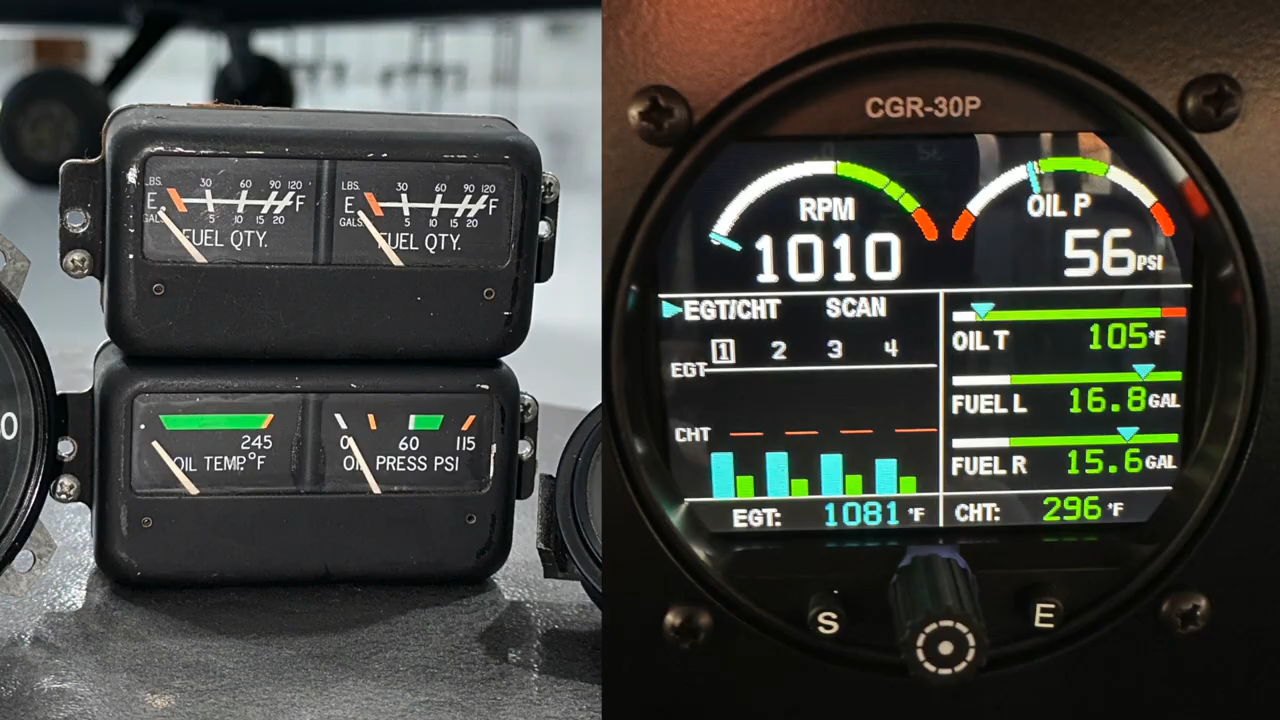 LBS. 30 60 90 120
E F
GALS. 5 10 15 20
FUEL QTY.
LBS. 30 60 90 120
E F
GALS. 5 10 15 20
FUEL QTY.
245
OIL TEMP. °F
0 60 115
OIL PRESS PSI
CGR-30P
RPM
1010
OIL P
56 PSI
EGT/CHT SCAN
1 2 3 4
EGT
CHT
EGT: 1081 °F
OIL T 105 °F
FUEL L 16.8 GAL
FUEL R 15.6 GAL
CHT: 296 °F
S
E